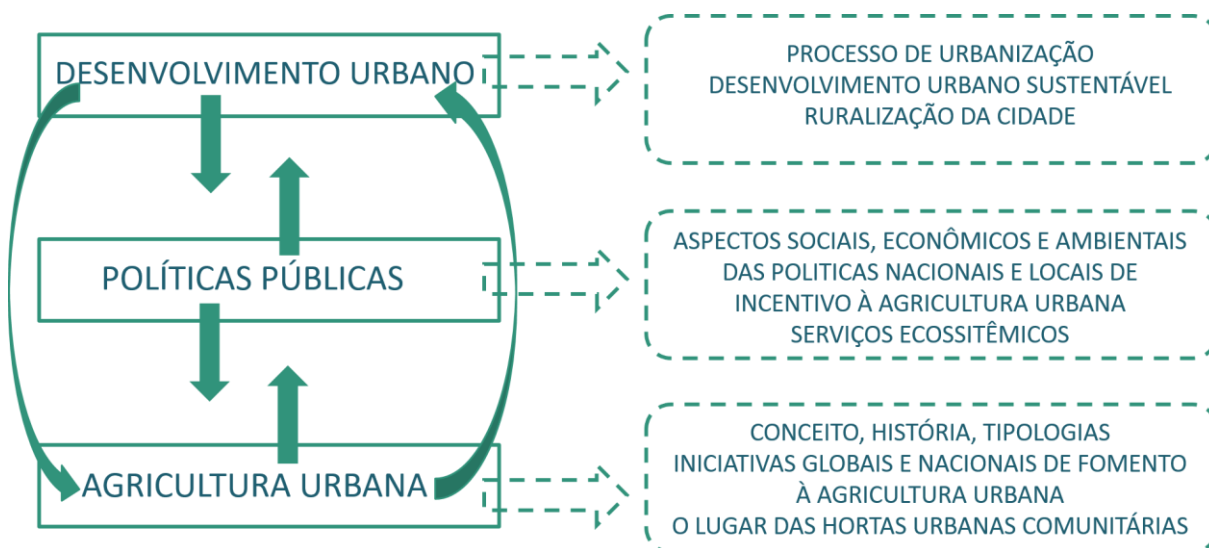 DESENVOLVIMENTO URBANO
PROCESSO DE URBANIZAÇÃO
DESENVOLVIMENTO URBANO SUSTENTÁVEL
RURALIZAÇÃO DA CIDADE
POLÍTICAS PÚBLICAS
ASPECTOS SOCIAIS, ECONÔMICOS E AMBIENTAIS
DAS POLITICAS NACIONAIS E LOCAIS DE
INCENTIVO À AGRICULTURA URBANA
SERVIÇOS ECOSSITÊMICOS
AGRICULTURA URBANA
CONCEITO, HISTÓRIA, TIPOLOGIAS
INICIATIVAS GLOBAIS E NACIONAIS DE FOMENTO
À AGRICULTURA URBANA
O LUGAR DAS HORTAS URBANAS COMUNITÁRIAS